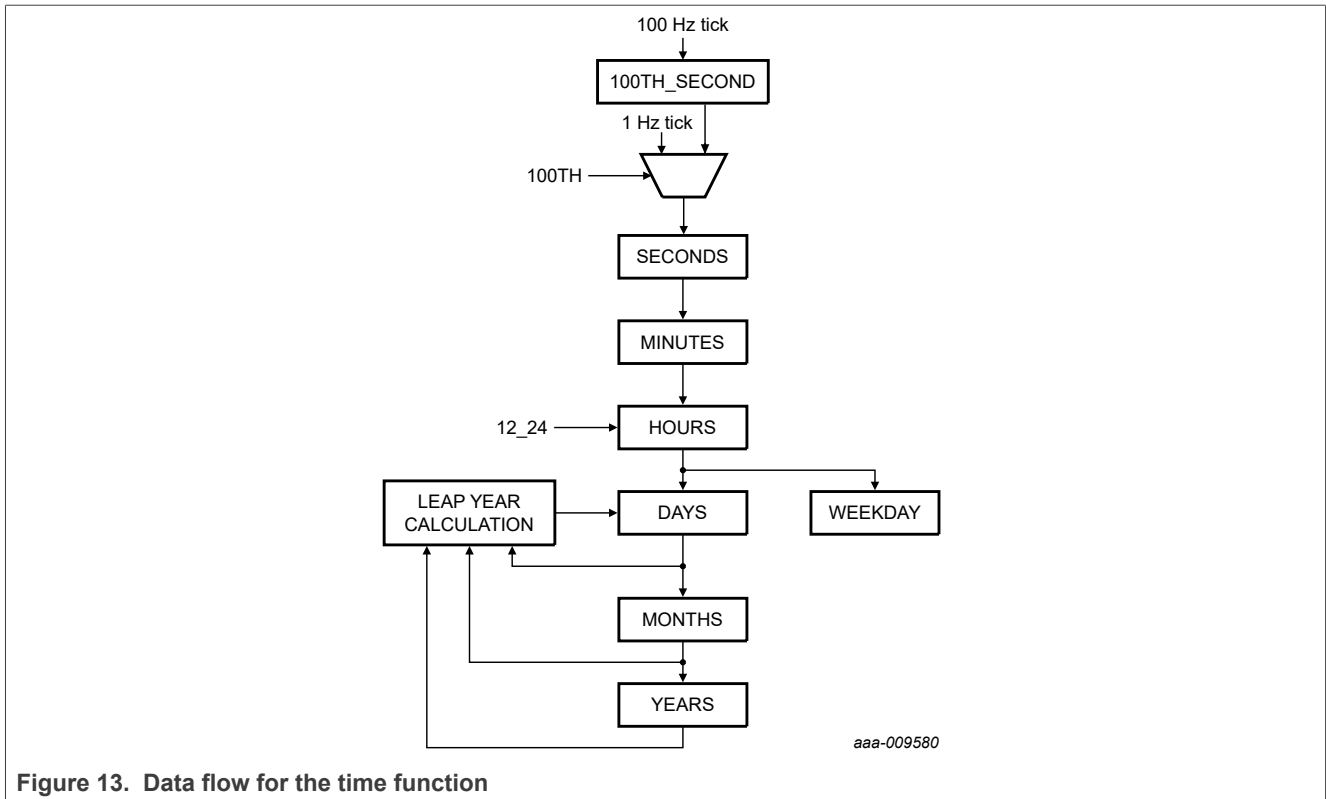 100 Hz tick
100TH_SECOND
1 Hz tick
100TH
SECONDS
MINUTES
12_24
HOURS
LEAP YEAR
CALCULATION
DAYS
WEEKDAY
MONTHS
YEARS
aaa-009580
Figure 13. Data flow for the time function